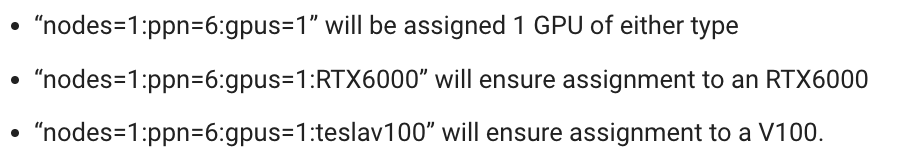 • “nodes=1:ppn=6:gpus=1” will be assigned 1 GPU of either type
• “nodes=1:ppn=6:gpus=1:RTX6000” will ensure assignment to an RTX6000
• “nodes=1:ppn=6:gpus=1:teslav100” will ensure assignment to a V100.